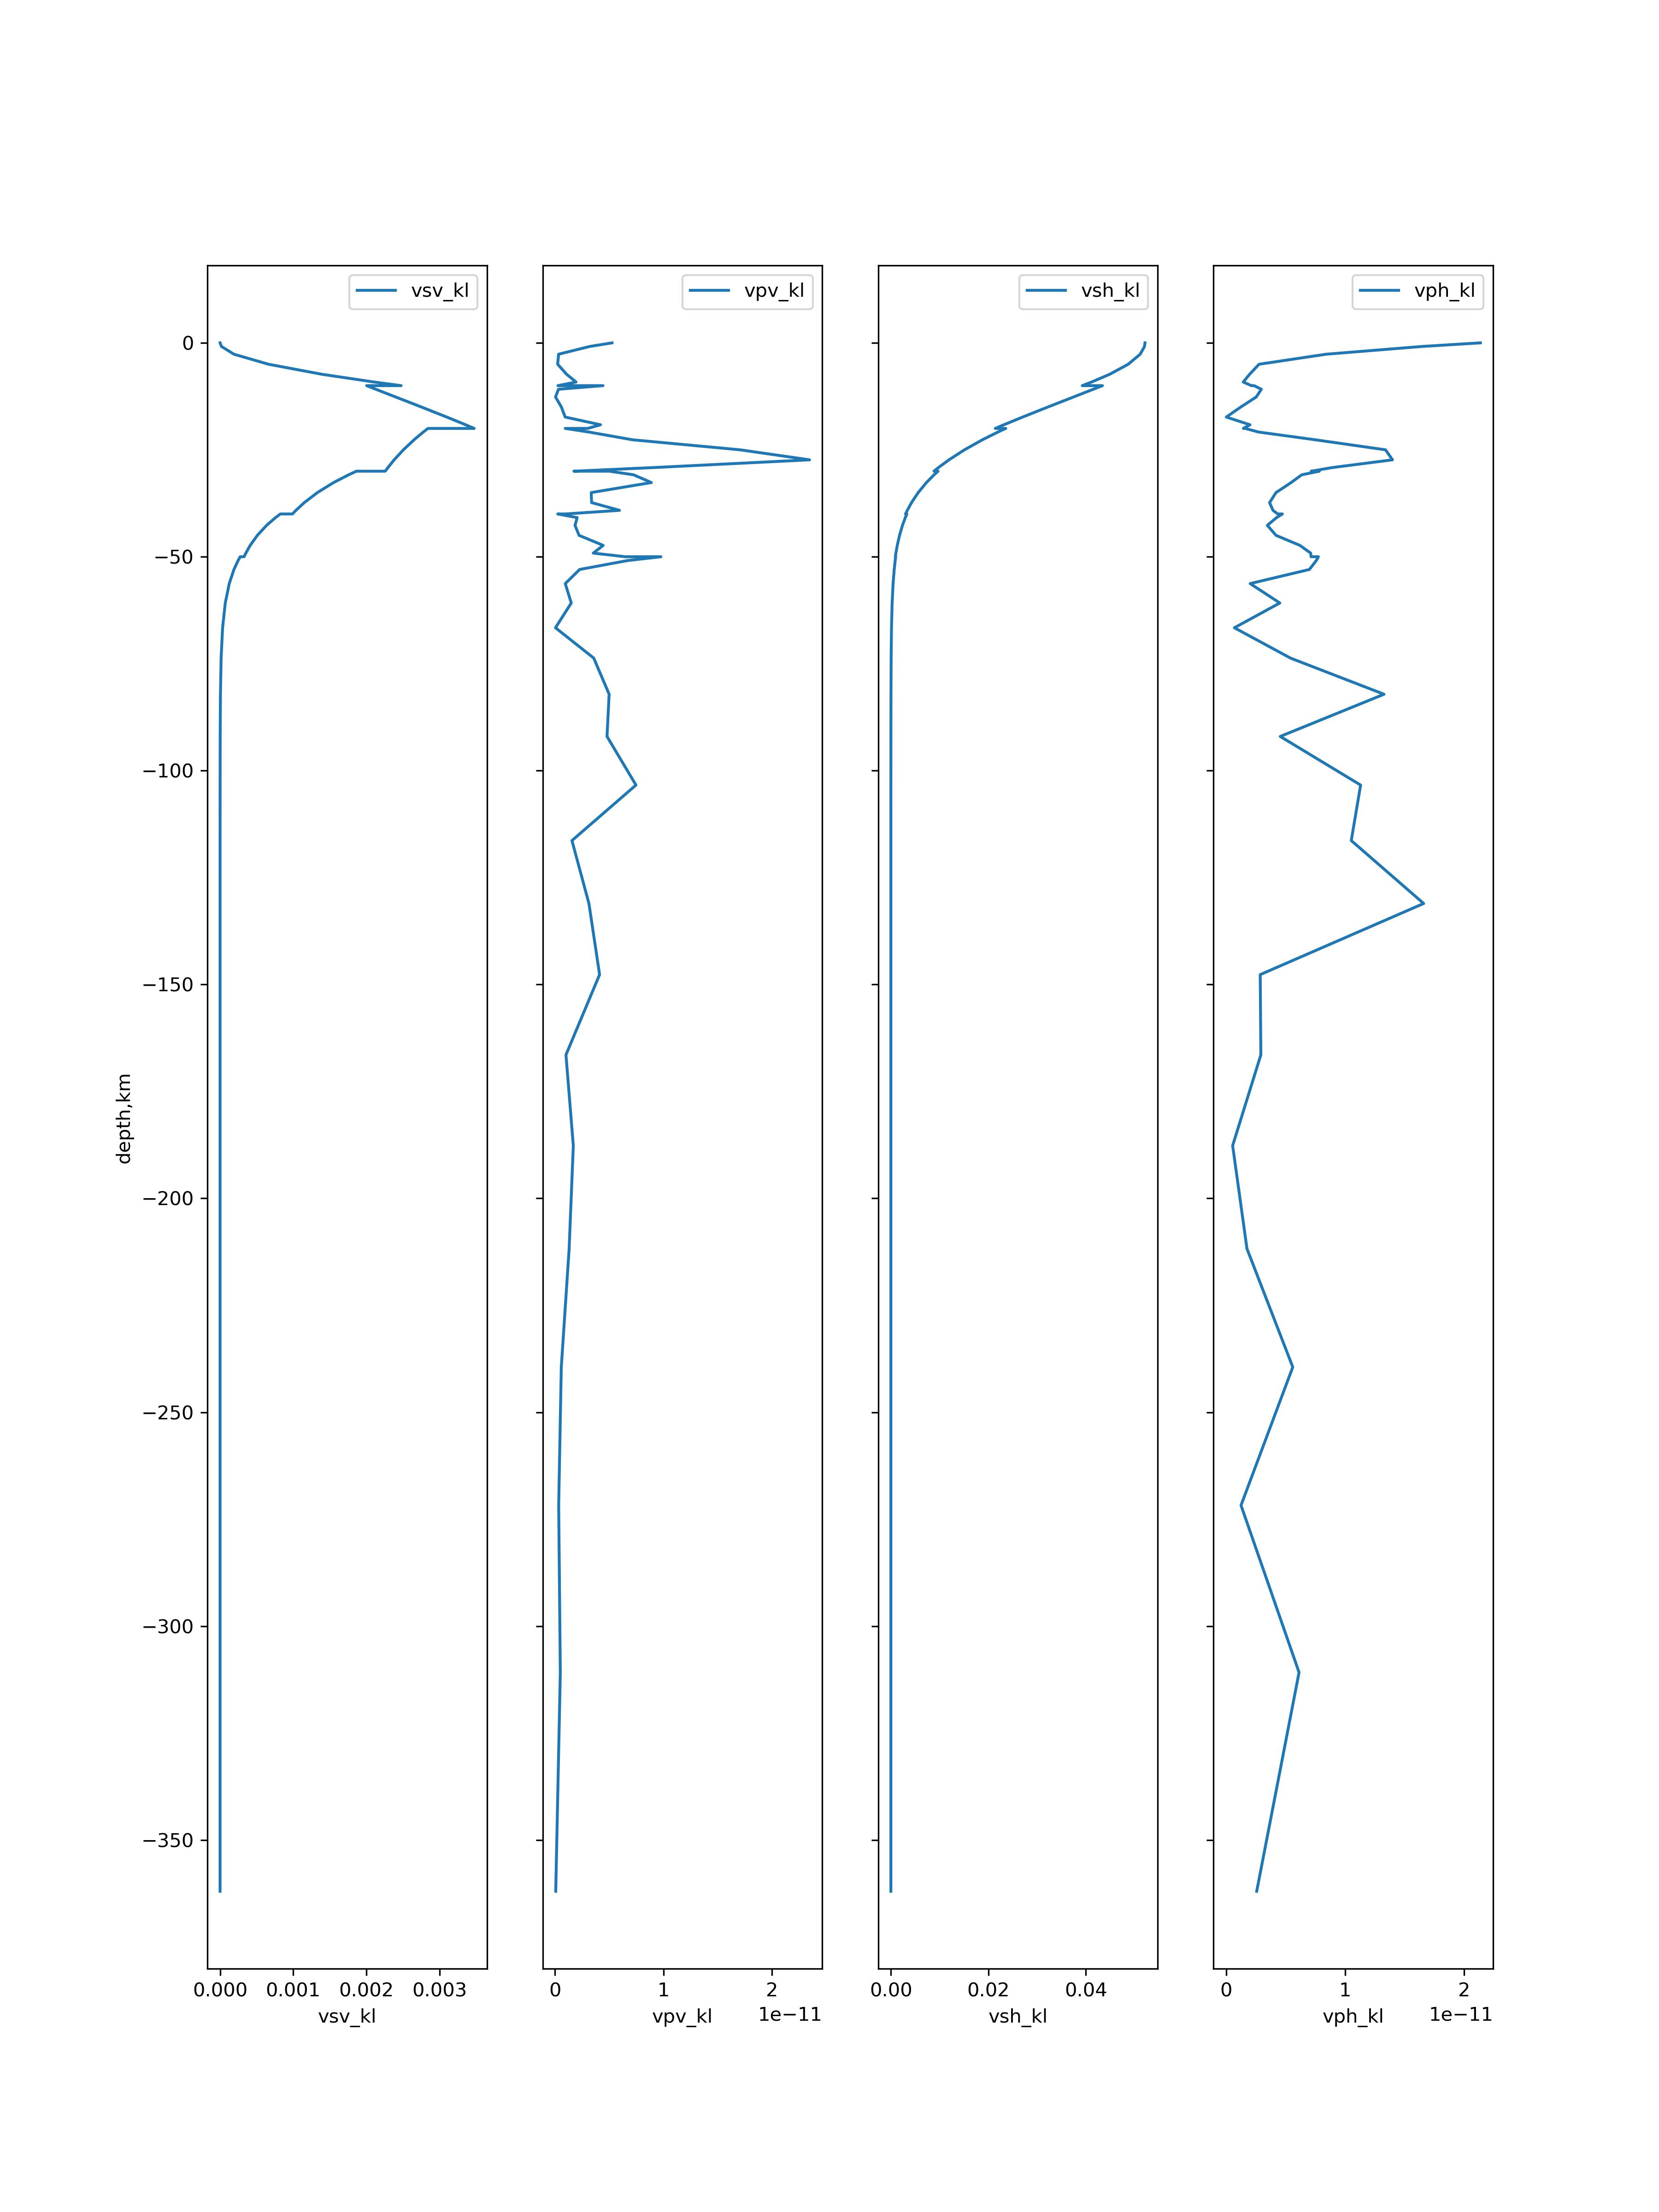 vsv_kl
vpv_kl
vsh_kl
vph_kl
0
−50
−100
−150
−200
−250
−300
−350
depth,km
0.000 0.001 0.002 0.003
0 1 2
0.00 0.02 0.04
0 1 2
1e−11
1e−11
vsv_kl
vpv_kl
vsh_kl
vph_kl